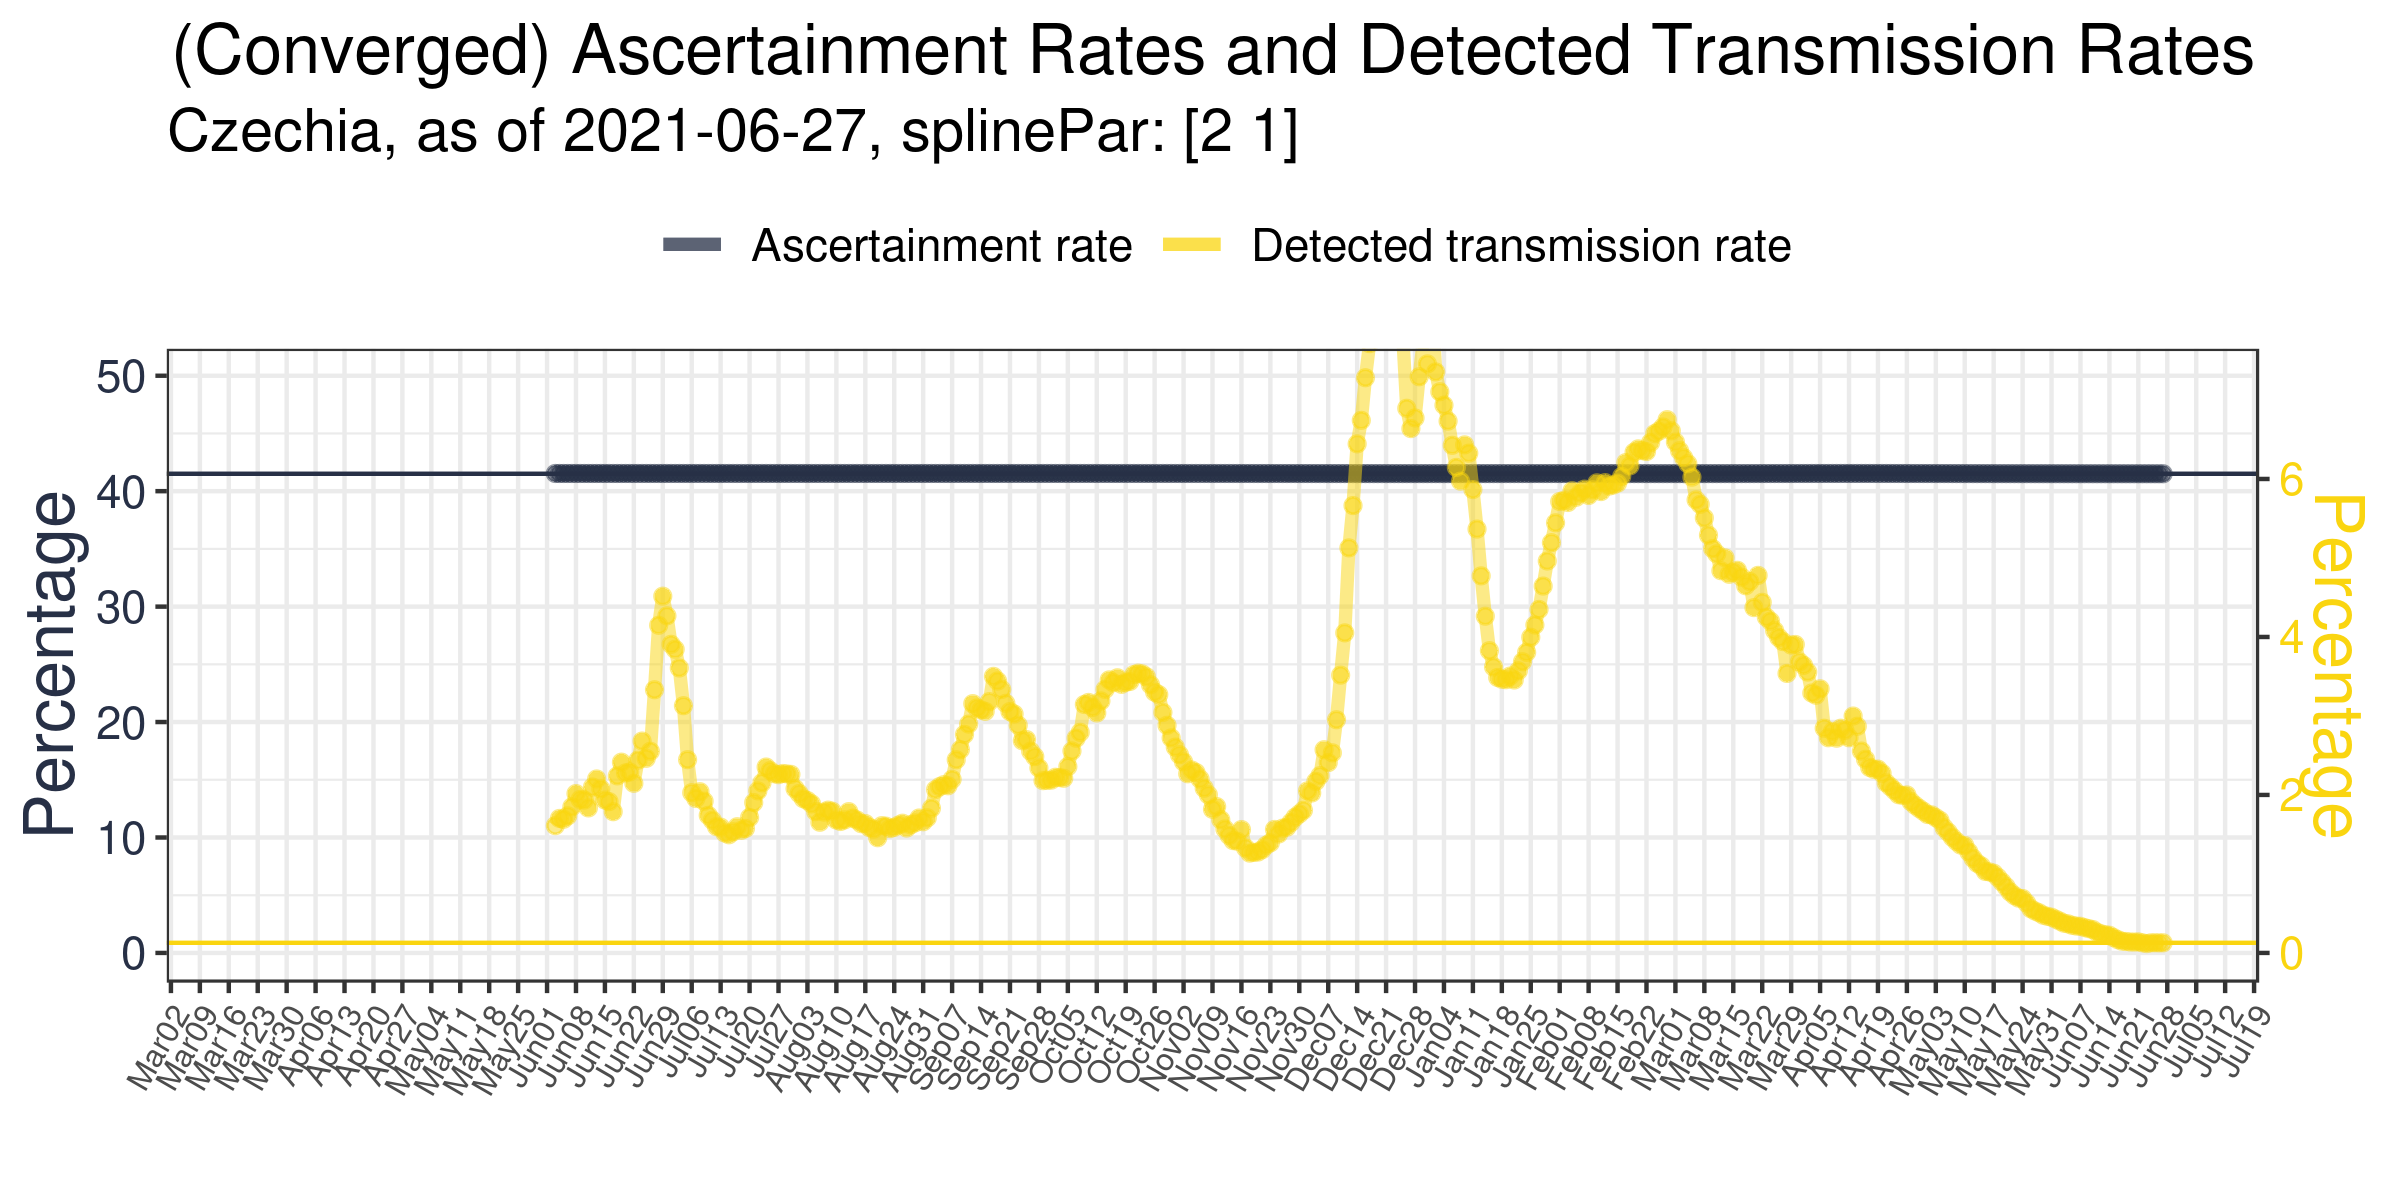 (Converged) Ascertainment Rates and Detected Transmission Rates
Czechia, as of 2021-06-27, splinePar: [2 1]
Ascertainment rate
Detected transmission rate
Percentage
50
40
30
20
10
0
6
4
2
0
Percentage
Mar02
Mar09
Mar16
Mar23
Mar30
Apr06
Apr13
Apr20
Apr27
May04
May11
May18
May25
Jun01
Jun08
Jun15
Jun22
Jun29
Jul06
Jul13
Jul20
Jul27
Aug03
Aug10
Aug17
Aug24
Aug31
Sep07
Sep14
Sep21
Sep28
Oct05
Oct12
Oct19
Oct26
Nov02
Nov09
Nov16
Nov23
Nov30
Dec07
Dec14
Dec21
Dec28
Jan04
Jan11
Jan18
Jan25
Feb01
Feb08
Feb15
Feb22
Mar01
Mar08
Mar15
Mar22
Mar29
Apr05
Apr12
Apr19
Apr26
May03
May10
May17
May24
May31
Jun07
Jun14
Jun21
Jun28
Jul05
Jul12
Jul19